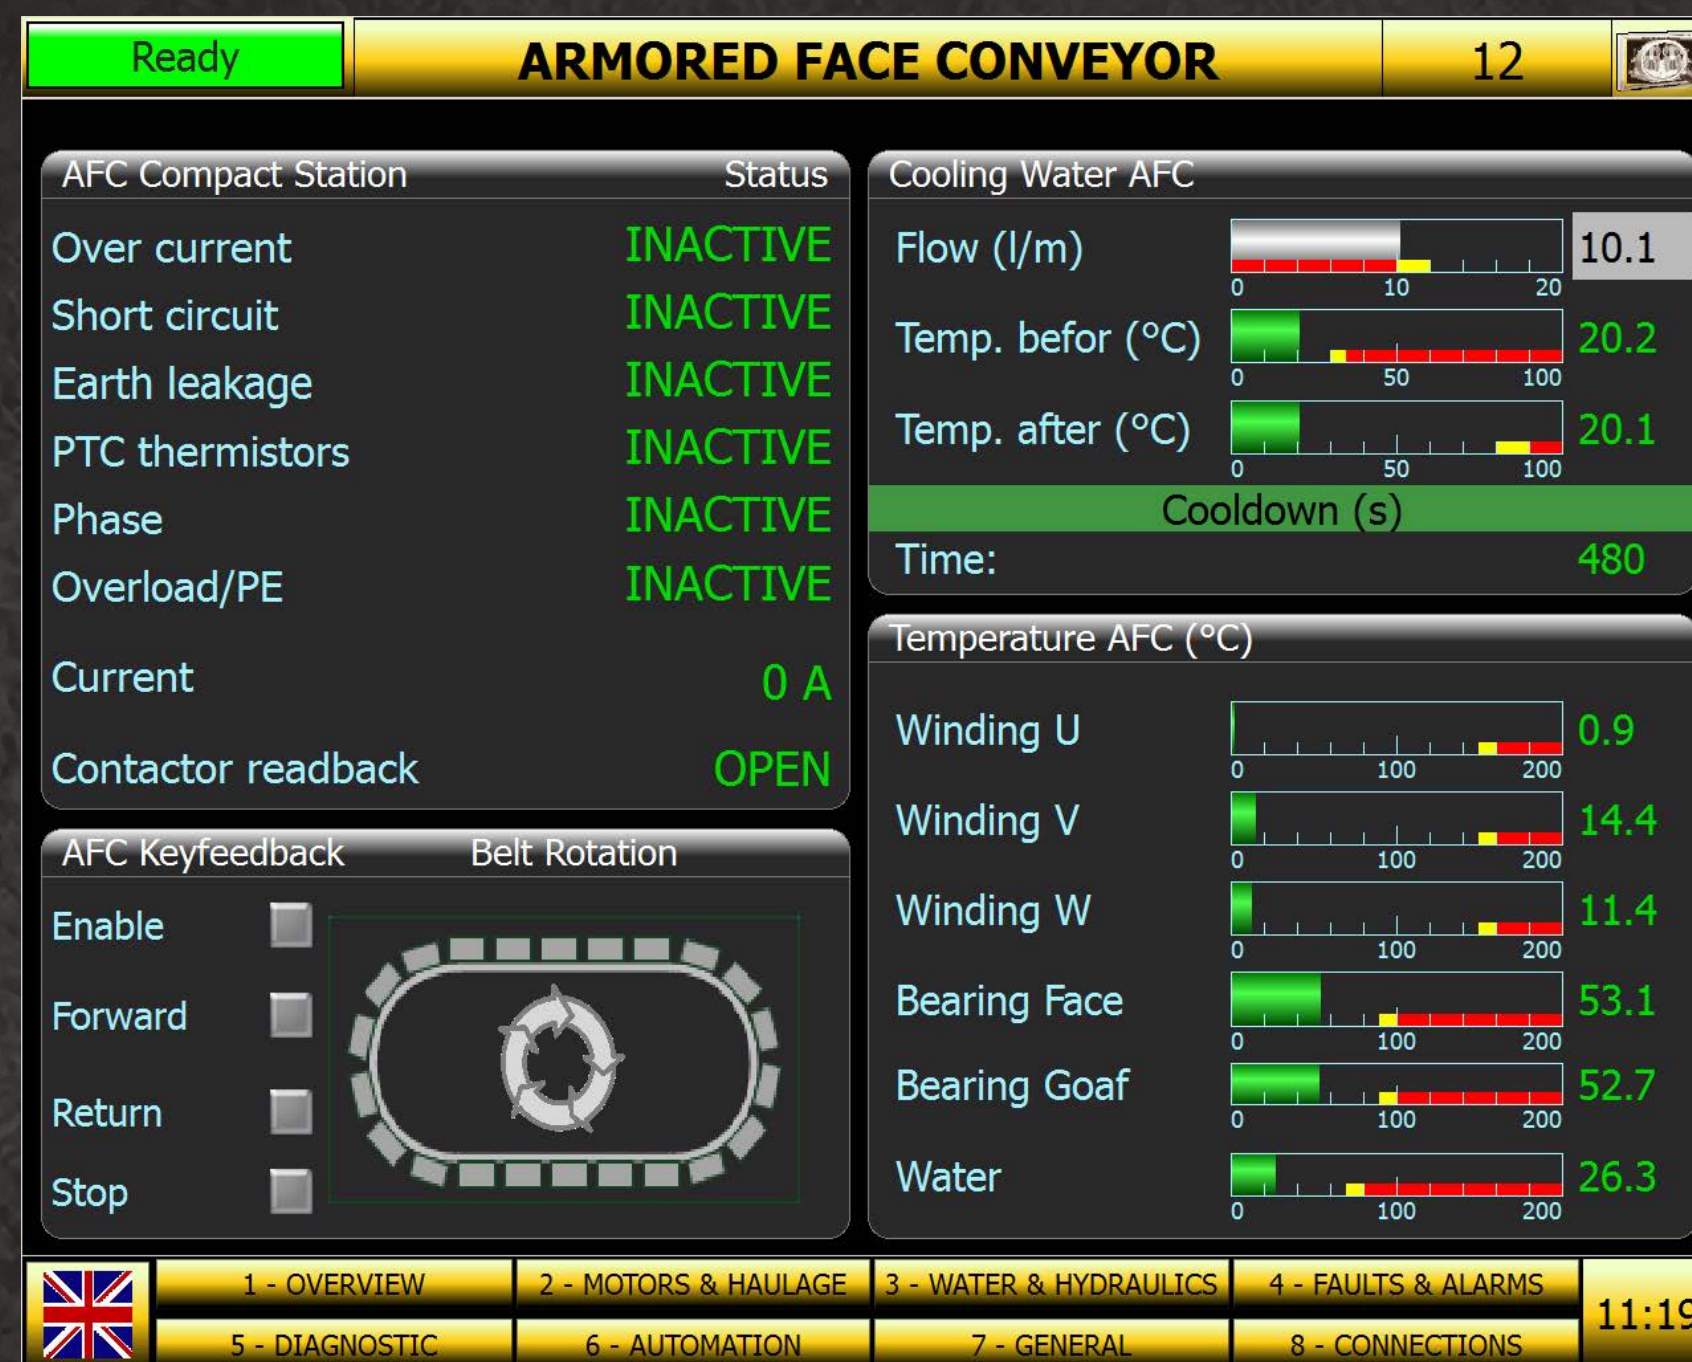 Ready
ARMORED FACE CONVEYOR
12
AFC Compact Station Status
Over current INACTIVE
Short circuit INACTIVE
Earth leakage INACTIVE
PTC thermistors INACTIVE
Phase INACTIVE
Overload/PE INACTIVE
Current 0 A
Contactor readback OPEN
AFC Keyfeedback Belt Rotation
Enable
Forward
Return
Stop
Cooling Water AFC
Flow (l/m) 10.1
0 10 20
Temp. befor (°C) 20.2
0 50 100
Temp. after (°C) 20.1
0 50 100
Cooldown (s)
Time: 480
Temperature AFC (°C)
Winding U 0.9
0 100 200
Winding V 14.4
0 100 200
Winding W 11.4
0 100 200
Bearing Face 53.1
0 100 200
Bearing Goaf 52.7
0 100 200
Water 26.3
0 100 200
1 - OVERVIEW 2 - MOTORS & HAULAGE 3 - WATER & HYDRAULICS 4 - FAULTS & ALARMS
11:19
5 - DIAGNOSTIC 6 - AUTOMATION 7 - GENERAL 8 - CONNECTIONS